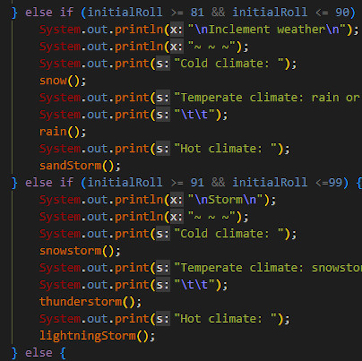 } else if (initialRoll >= 81 && initialRoll <= 90)
System.out.println(x: "\nInclement weather\n");
System.out.println(x: "~ ~ ~");
System.out.print(s: "Cold climate: ");
snow();
System.out.print(s: "Temperate climate: rain or
System.out.print(s: "\t\t");
rain();
System.out.print(s: "Hot climate: ");
sandStorm();
} else if (initialRoll >= 91 && initialRoll <=99) {
System.out.println(x: "\nStorm\n");
System.out.println(x: "~ ~ ~");
System.out.print(s: "Cold climate: ");
snowstorm();
System.out.print(s: "Temperate climate: snowsto
System.out.print(s: "\t\t");
thunderstorm();
System.out.print(s: "Hot climate: ");
lightningStorm();
} else {